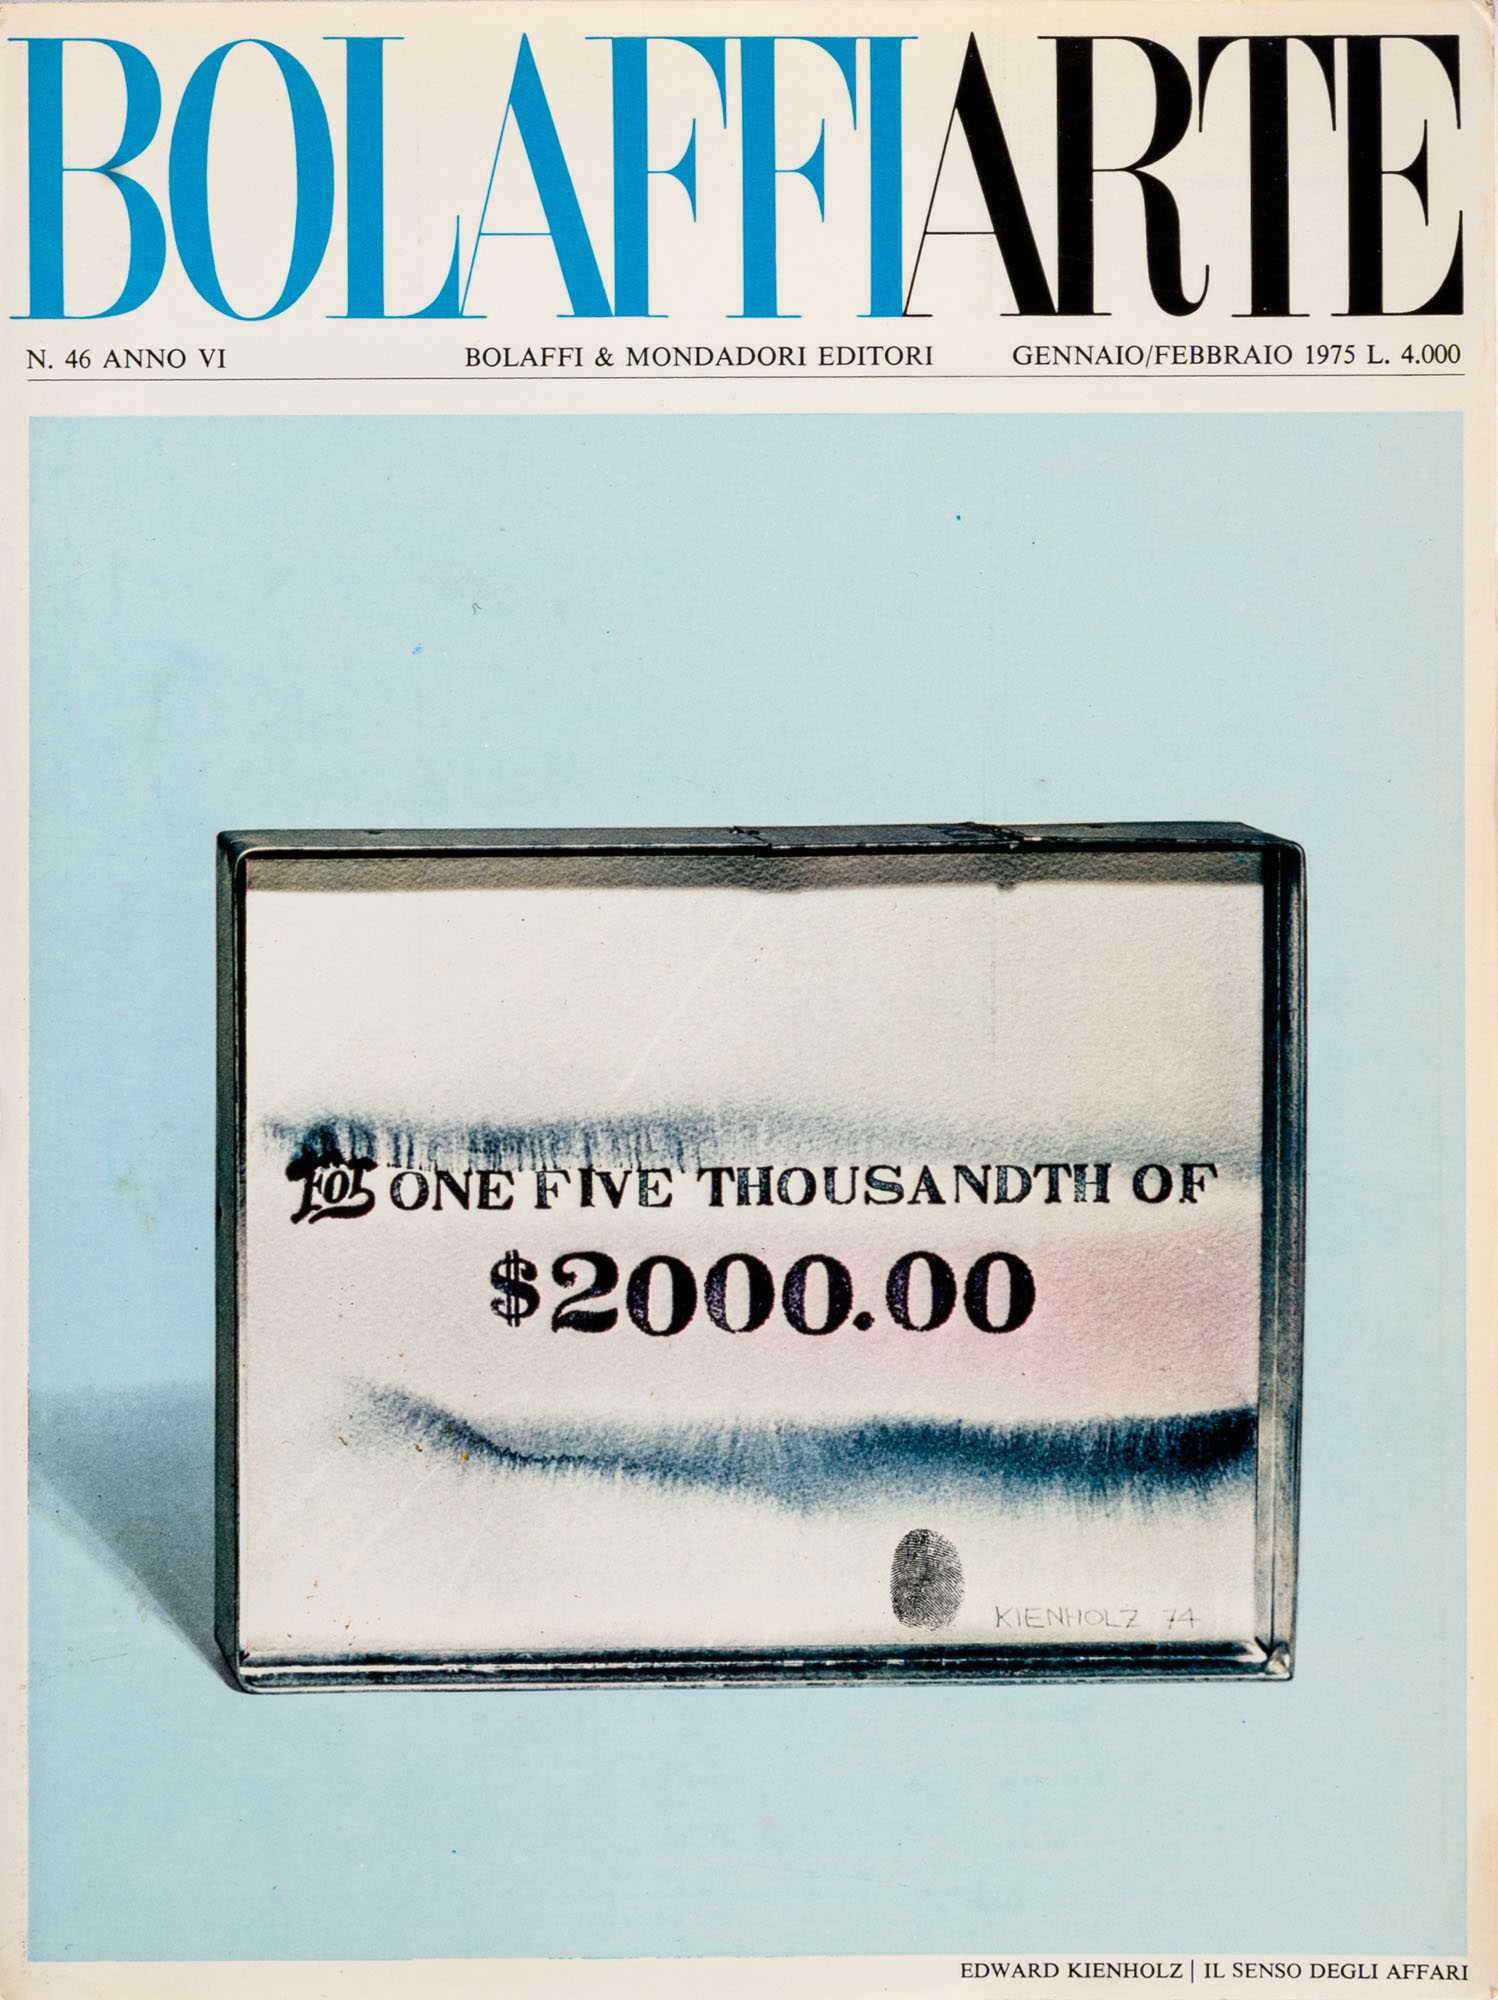 BOLAFFIARTE
N. 46 ANNO VI BOLAFFI & MONDADORI EDITORI GENNAIO/FEBBRAIO 1975 L. 4.000
For ONE FIVE THOUSANDTH OF
$2000.00
KIENHOLZ 74
EDWARD KIENHOLZ | IL SENSO DEGLI AFFARI